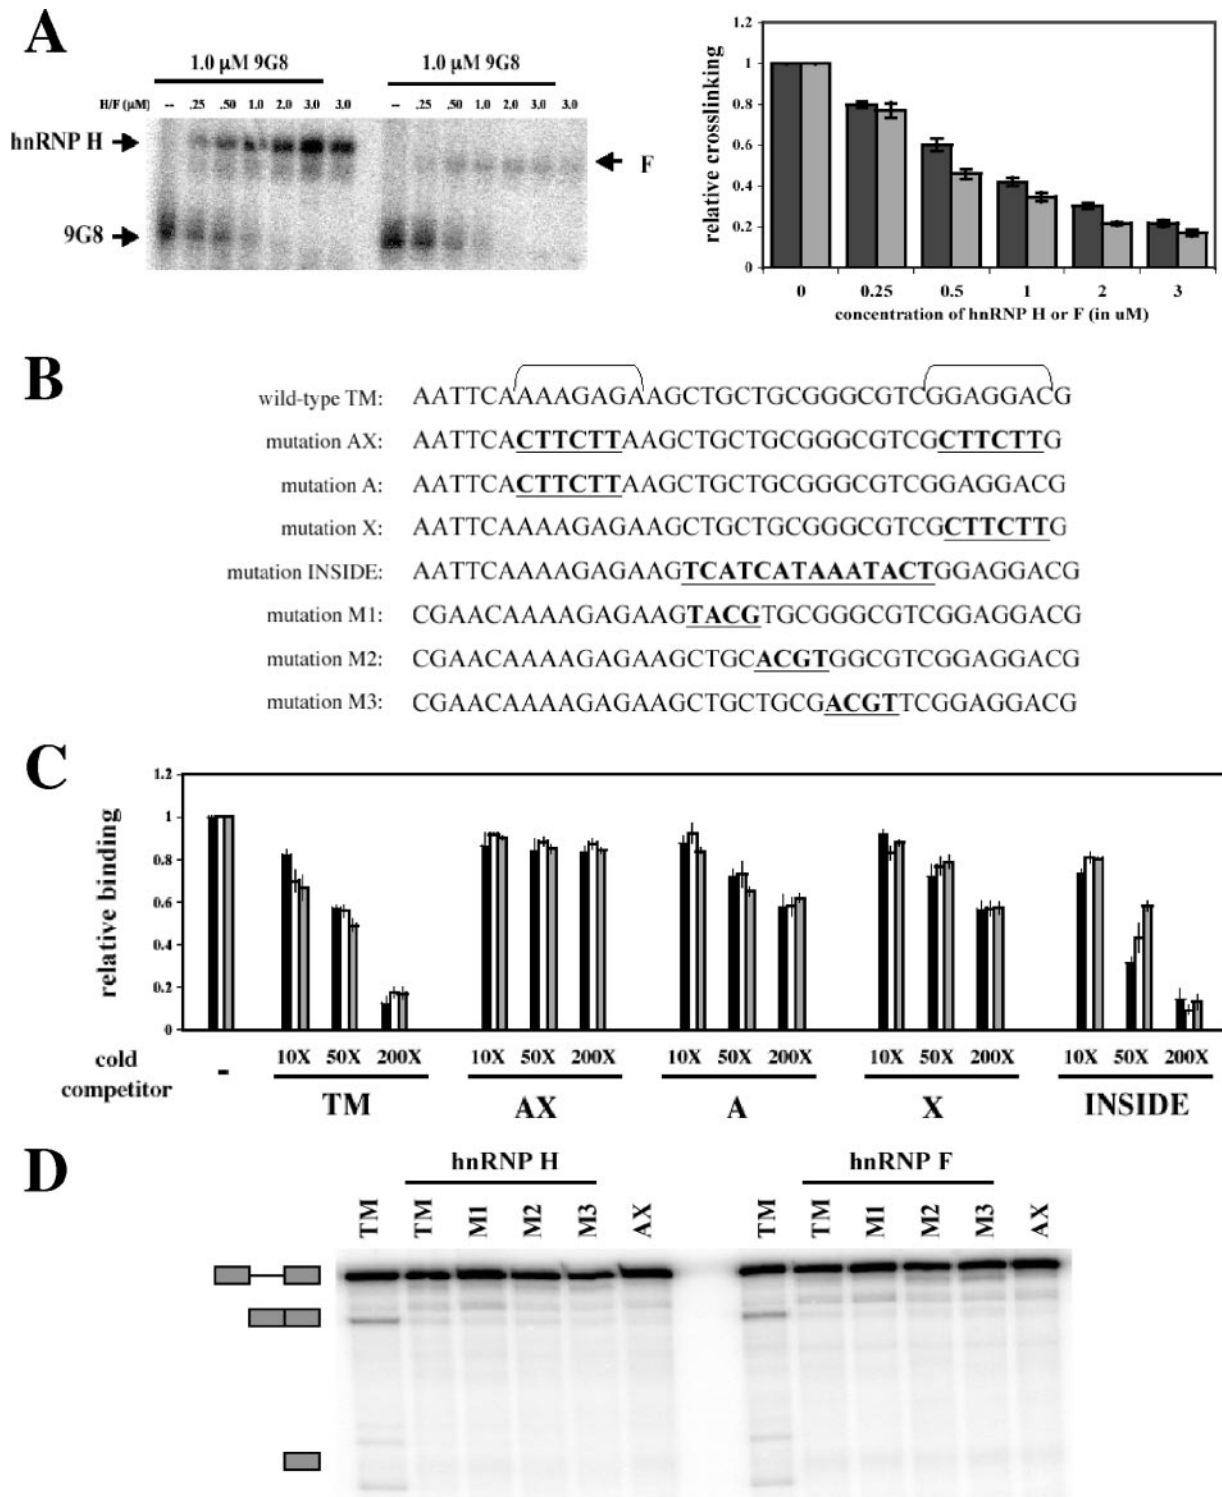 A
1.0 µM 9G8
1.0 µM 9G8
H/F (µM) -- .25 .50 1.0 2.0 3.0 3.0
-- .25 .50 1.0 2.0 3.0 3.0
hnRNP H
F
9G8
relative crosslinking
1.2
1
0.8
0.6
0.4
0.2
0
0 0.25 0.5 1 2 3
concentration of hnRNP H or F (in uM)
B
wild-type TM: AATTCAAAAGAGAAGCTGCTGCGGGCGTCGGAGGACG
mutation AX: AATTCACTTCTTAAGCTGCTGCGGGCGTCGCTTCTTG
mutation A: AATTCACTTCTTAAGCTGCTGCGGGCGTCGGAGGACG
mutation X: AATTCAAAAGAGAAGCTGCTGCGGGCGTCGCTTCTTG
mutation INSIDE: AATTCAAAAGAGAAGTCATCATAAATACTGGAGGACG
mutation M1: CGAACAAAAGAGAAGTACGTGCGGGCGTCGGAGGACG
mutation M2: CGAACAAAAGAGAAGCTGCACGTGGCGTCGGAGGACG
mutation M3: CGAACAAAAGAGAAGCTGCTGCGACGTTCGGAGGACG
C
relative binding
1.2
1
0.8
0.6
0.4
0.2
0
cold competitor
- 10X 50X 200X 10X 50X 200X 10X 50X 200X 10X 50X 200X 10X 50X 200X
TM AX A X INSIDE
D
hnRNP H
hnRNP F
TM TM M1 M2 M3 AX
TM TM M1 M2 M3 AX